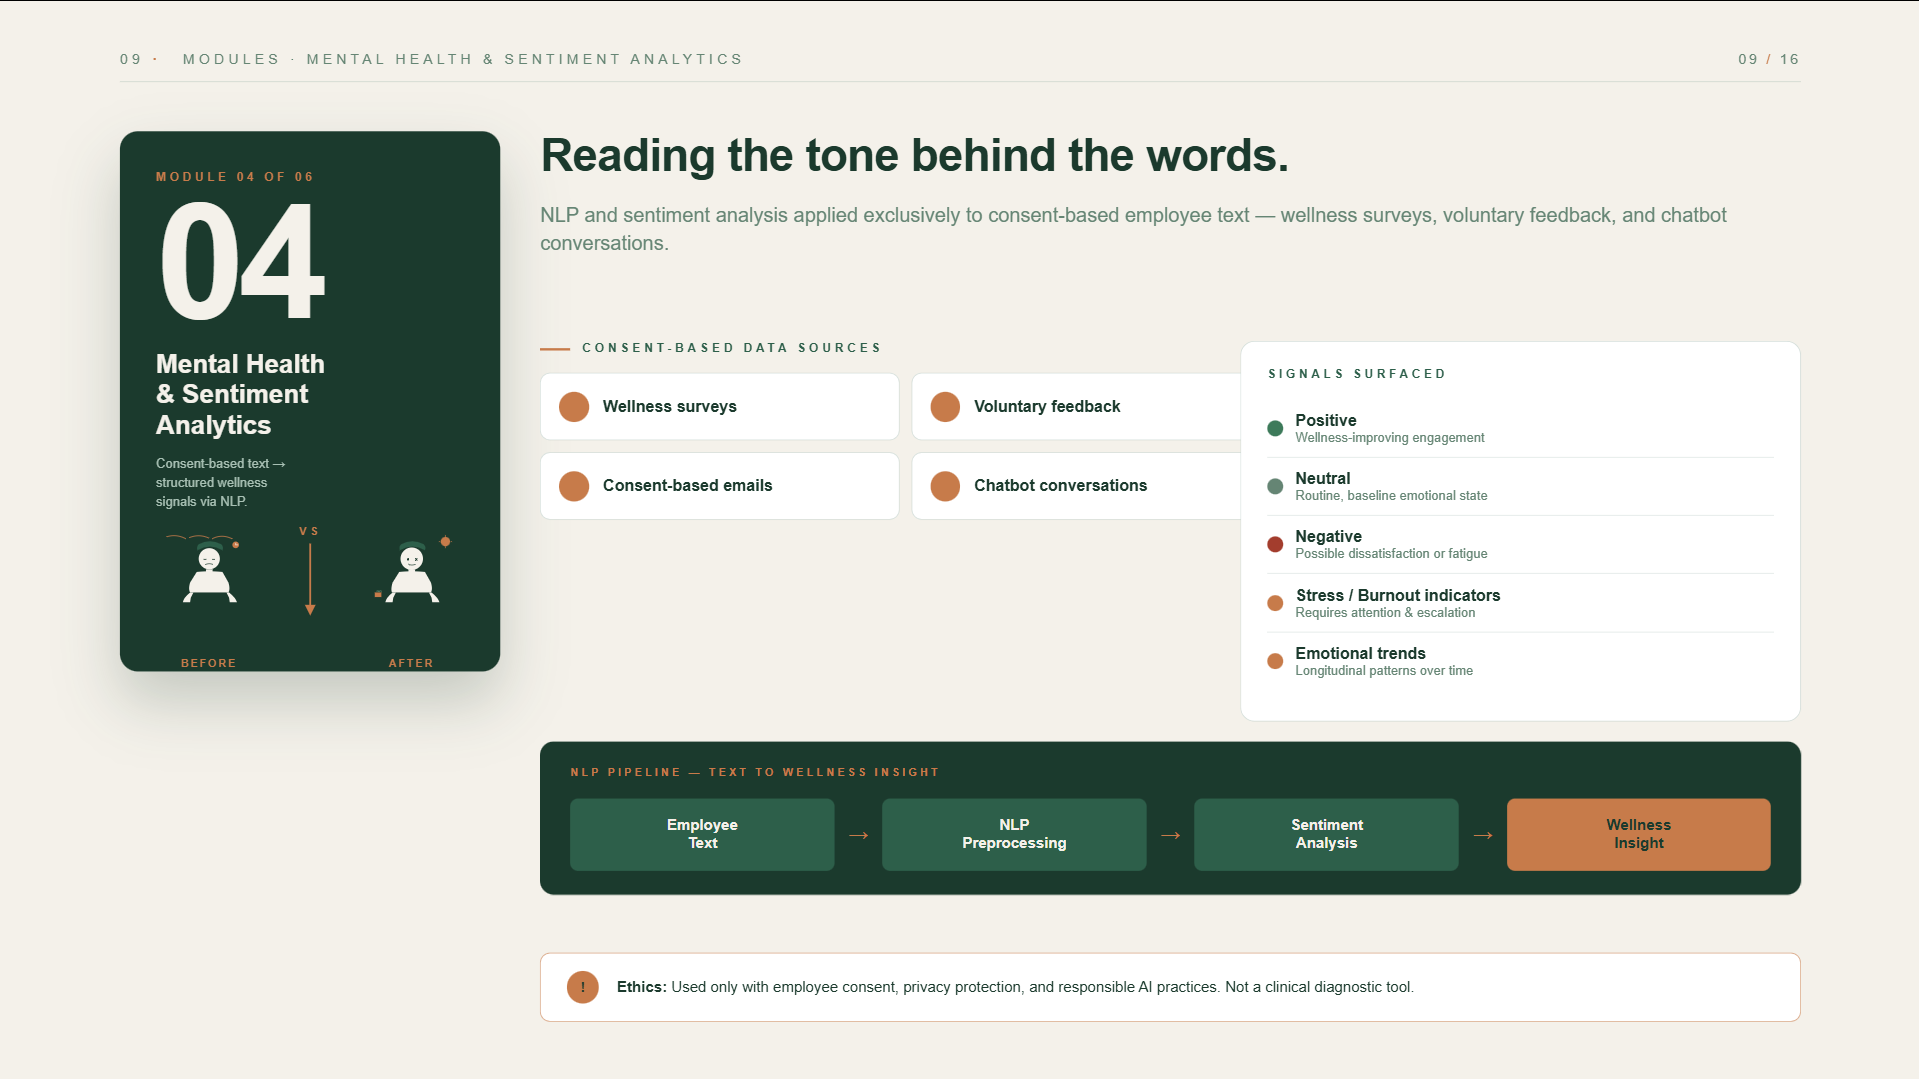 09 · MODULES · MENTAL HEALTH & SENTIMENT ANALYTICS
09 / 16
MODULE 04 OF 06
04
Mental Health
& Sentiment
Analytics
Consent-based text →
structured wellness
signals via NLP.
VS
BEFORE
AFTER
Reading the tone behind the words.
NLP and sentiment analysis applied exclusively to consent-based employee text — wellness surveys, voluntary feedback, and chatbot
conversations.
CONSENT-BASED DATA SOURCES
Wellness surveys
Voluntary feedback
Consent-based emails
Chatbot conversations
SIGNALS SURFACED
Positive
Wellness-improving engagement
Neutral
Routine, baseline emotional state
Negative
Possible dissatisfaction or fatigue
Stress / Burnout indicators
Requires attention & escalation
Emotional trends
Longitudinal patterns over time
NLP PIPELINE — TEXT TO WELLNESS INSIGHT
Employee
Text
→
NLP
Preprocessing
→
Sentiment
Analysis
→
Wellness
Insight
! Ethics: Used only with employee consent, privacy protection, and responsible AI practices. Not a clinical diagnostic tool.